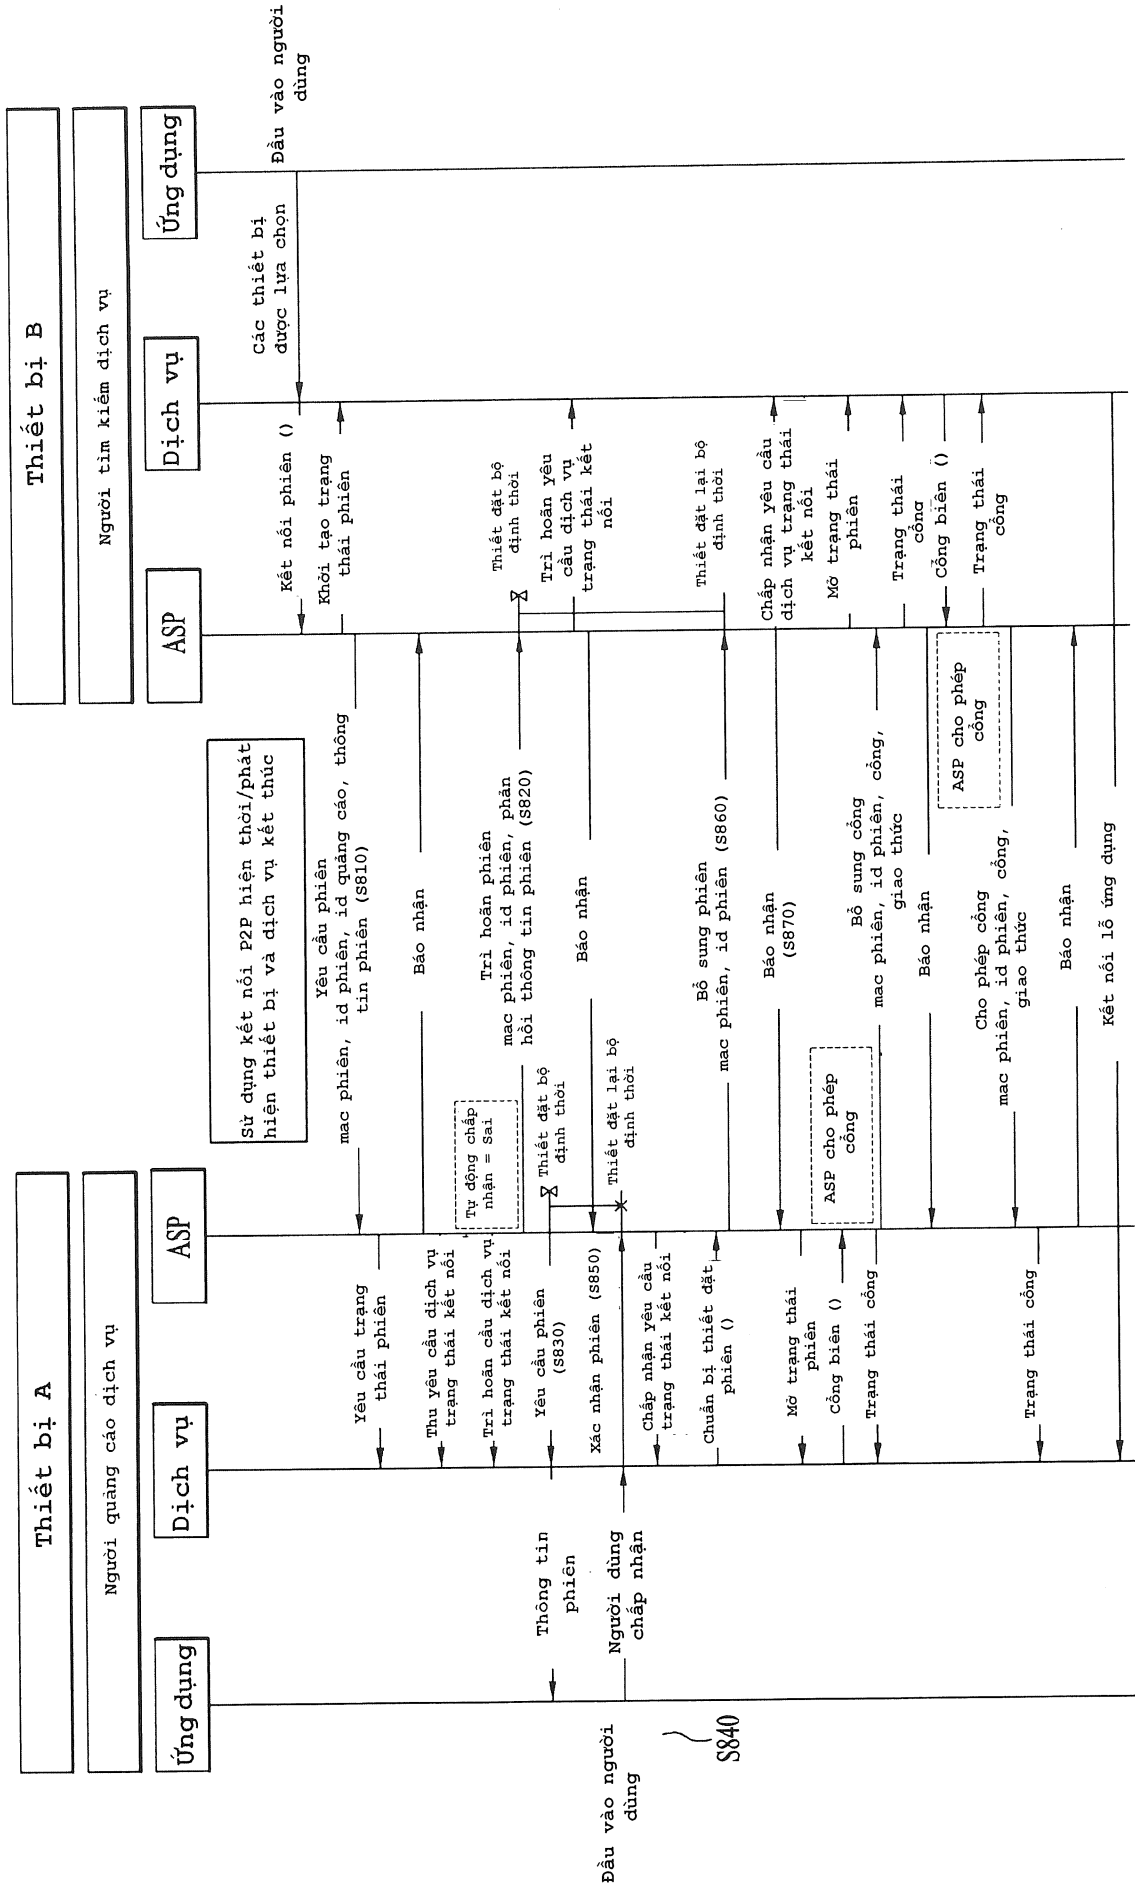 Thiết bị A
Người quảng cáo dịch vụ
Ứng dụng
Dịch vụ
ASP
Thiết bị B
Người tìm kiếm dịch vụ
ASP
Dịch vụ
Ứng dụng
Đầu vào người
dùng
Các thiết bị
được lựa chọn
Sử dụng kết nối P2P hiện thời/phát
hiện thiết bị và dịch vụ kết thúc
Kết nối phiên ()
Khởi tạo trạng
thái phiên
Yêu cầu phiên
mac phiên, id phiên, id quảng cáo, thông
tin phiên (S810)
Yêu cầu trạng
thái phiên
Báo nhận
Thu yêu cầu dịch vụ
trạng thái kết nối
Tự động chấp
nhận = Sai
Trì hoãn cầu dịch vụ
trạng thái kết nối
Trì hoãn phiên
mac phiên, id phiên, phản
hồi thông tin phiên (S820)
Thiết đặt bộ
định thời
Trì hoãn yêu
cầu dịch vụ
trạng thái kết
nối
Yêu cầu phiên
(S830)
Thiết đặt bộ
định thời
Thông tin
phiên
Báo nhận
Đầu vào người
dùng
S840
Người dùng
chấp nhận
Xác nhận phiên (S850)
Thiết đặt lại bộ
định thời
Chấp nhận yêu cầu
trạng thái kết nối
Chuẩn bị thiết đặt
phiên ()
Bổ sung phiên
mac phiên, id phiên (S860)
Thiết đặt lại bộ
định thời
Chấp nhận yêu cầu
dịch vụ trạng thái
kết nối
Báo nhận
(S870)
Mở trạng thái
phiên
Mở trạng thái
phiên
Cổng biên ()
ASP cho phép
cổng
Trạng thái cổng
Bổ sung cổng
mac phiên, id phiên, cổng,
giao thức
Trạng thái
cổng
Báo nhận
Cổng biên ()
ASP cho phép
cổng
Trạng thái
cổng
Cho phép cổng
mac phiên, id phiên, cổng,
giao thức
Trạng thái cổng
Báo nhận
Kết nối lỗ ứng dụng